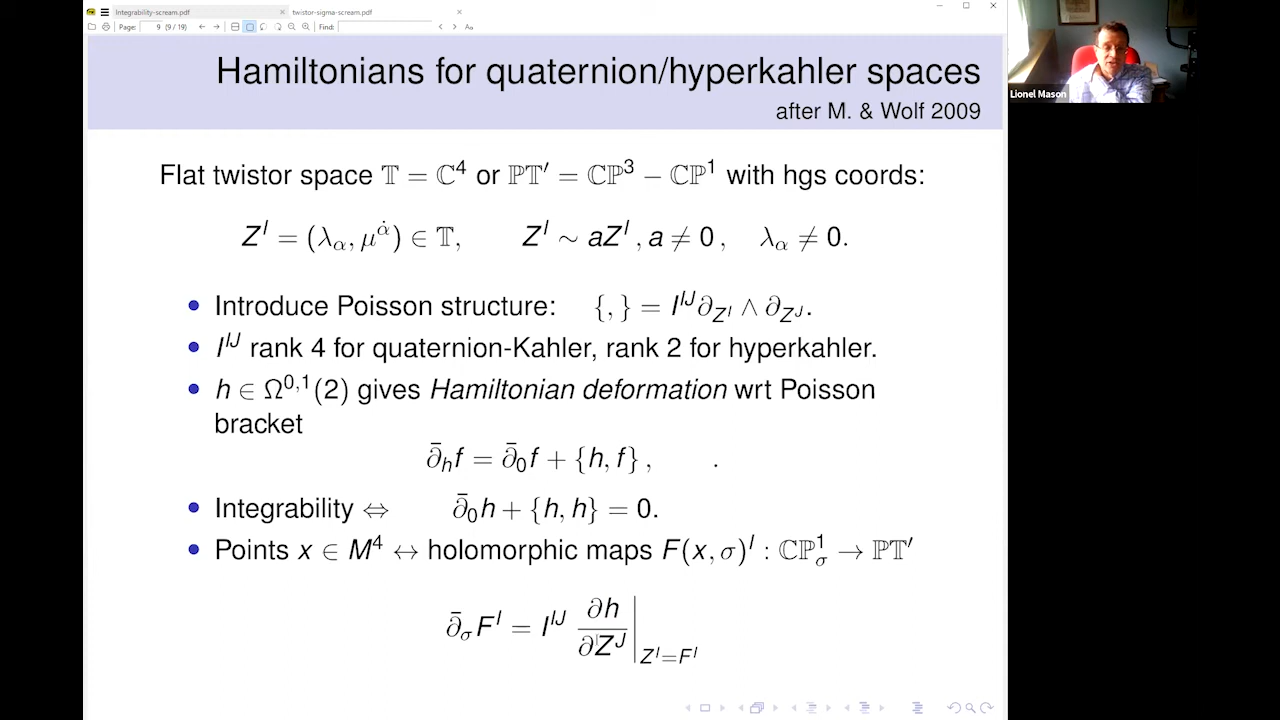 Integrability-scream.pdf
twistor-sigma-scream.pdf
Page: 9 (9 / 19) Find: Aa
Hamiltonians for quaternion/hyperkahler spaces
after M. & Wolf 2009
Flat twistor space 𝕋 = ℂ⁴ or ℙ𝕋′ = ℂℙ³ − ℂℙ¹ with hgs coords:
Z^I = (λ_α, μ^α̇) ∈ 𝕋, Z^I ∼ aZ^I , a ≠ 0 , λ_α ≠ 0.
• Introduce Poisson structure: { , } = I^{IJ}∂_{Z^I} ∧ ∂_{Z^J}.
• I^{IJ} rank 4 for quaternion-Kahler, rank 2 for hyperkahler.
• h ∈ Ω^{0,1}(2) gives Hamiltonian deformation wrt Poisson
bracket
∂̄_h f = ∂̄_0 f + {h, f} , .
• Integrability ⇔ ∂̄_0 h + {h, h} = 0.
• Points x ∈ M⁴ ↔ holomorphic maps F(x, σ)^I : ℂℙ¹_σ → ℙ𝕋′
∂̄_σ F^I = I^{IJ} ∂h/∂Z^J |_{Z^I=F^I}
Lionel Mason